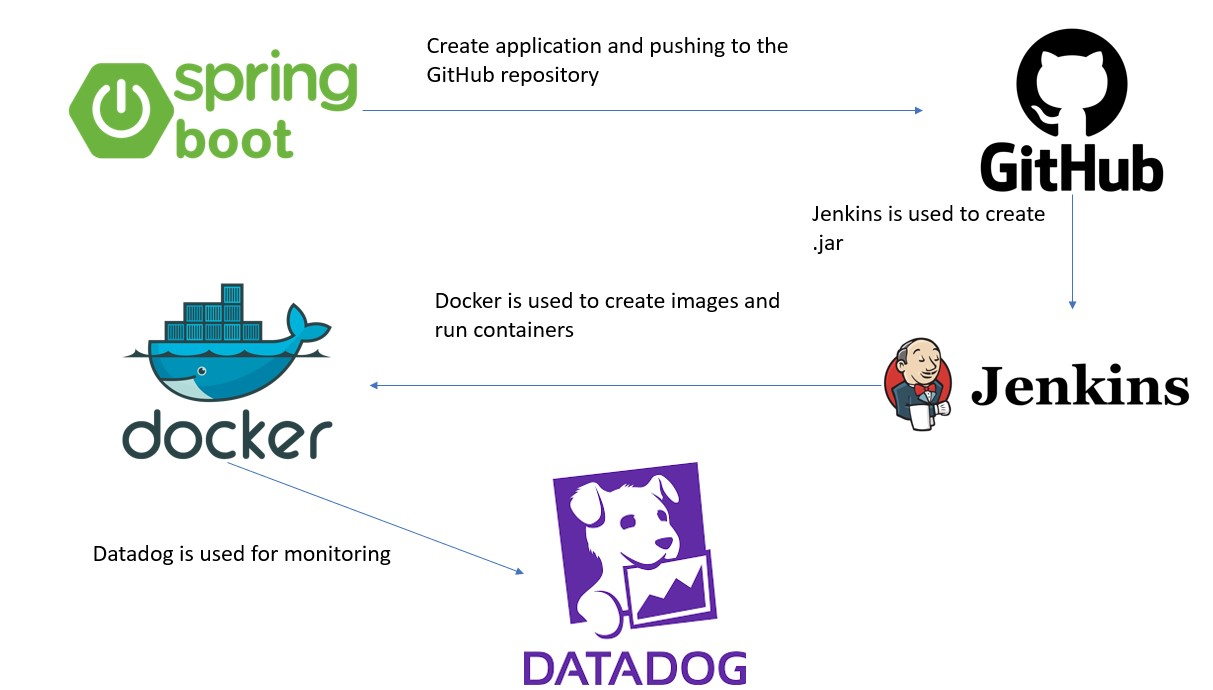 spring
boot
Create application and pushing to the
GitHub repository
GitHub
Jenkins is used to create
.jar
Docker is used to create images and
run containers
Jenkins
docker
Datadog is used for monitoring
DATADOG